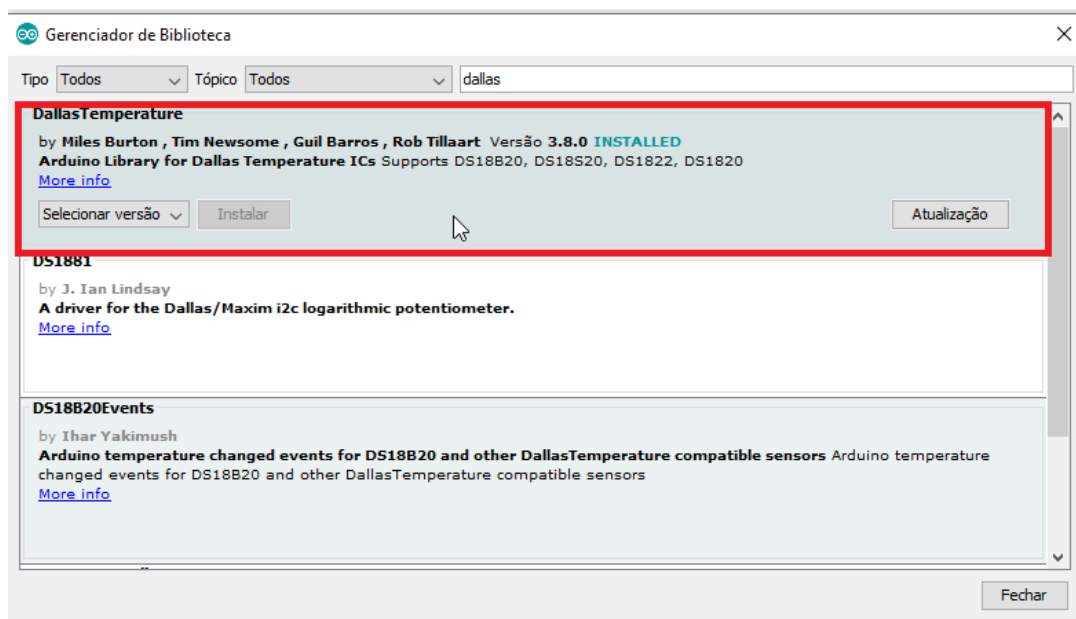 Gerenciador de Biblioteca
Tipo Todos Tópico Todos dallas
DallasTemperature
by Miles Burton , Tim Newsome , Guil Barros , Rob Tillaart Versão 3.8.0 INSTALLED
Arduino Library for Dallas Temperature ICs Supports DS18B20, DS18S20, DS1822, DS1820
More info
Selecionar versão Instalar Atualização
DS1881
by J. Ian Lindsay
A driver for the Dallas/Maxim i2c logarithmic potentiometer.
More info
DS18B20Events
by Ihar Yakimush
Arduino temperature changed events for DS18B20 and other DallasTemperature compatible sensors Arduino temperature
changed events for DS18B20 and other DallasTemperature compatible sensors
More info
Fechar